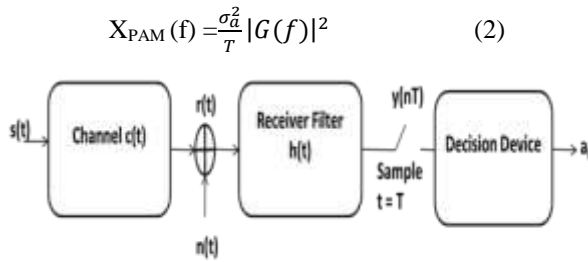 X_PAM (f) = σ_a²/T |G(f)|² (2)
s(t)
Channel c(t)
r(t)
n(t)
Receiver Filter
h(t)
y(nT)
Sample
t = T
Decision Device
a